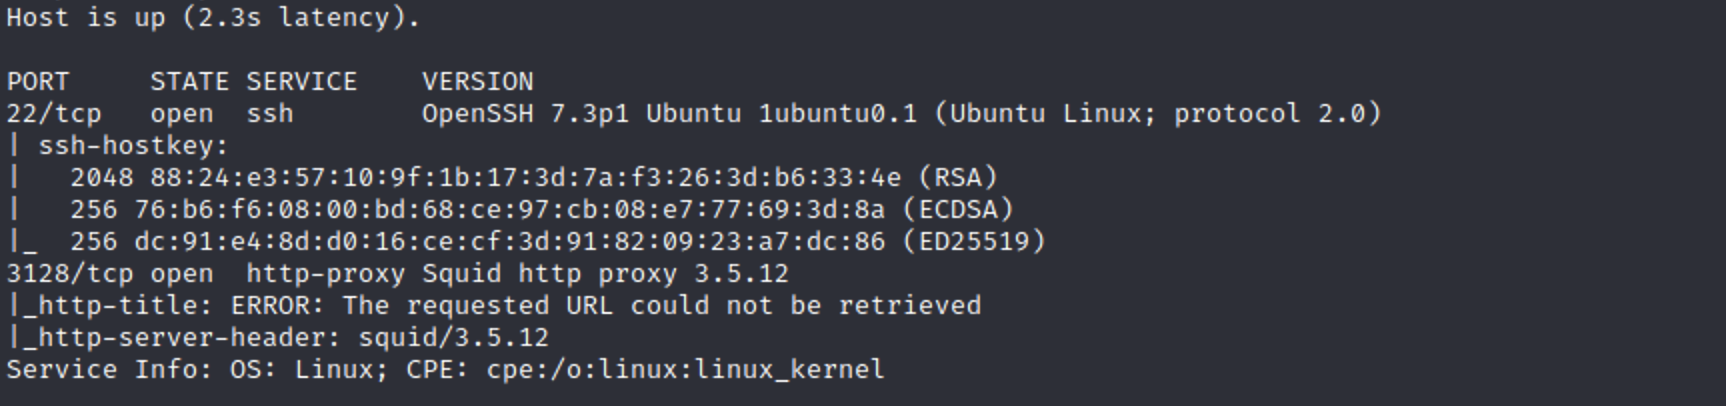 Host is up (2.3s latency).

PORT     STATE SERVICE    VERSION
22/tcp   open  ssh        OpenSSH 7.3p1 Ubuntu 1ubuntu0.1 (Ubuntu Linux; protocol 2.0)
| ssh-hostkey:
|   2048 88:24:e3:57:10:9f:1b:17:3d:7a:f3:26:3d:b6:33:4e (RSA)
|   256 76:b6:f6:08:00:bd:68:ce:97:cb:08:e7:77:69:3d:8a (ECDSA)
|_  256 dc:91:e4:8d:d0:16:ce:cf:3d:91:82:09:23:a7:dc:86 (ED25519)
3128/tcp open  http-proxy Squid http proxy 3.5.12
|_http-title: ERROR: The requested URL could not be retrieved
|_http-server-header: squid/3.5.12
Service Info: OS: Linux; CPE: cpe:/o:linux:linux_kernel